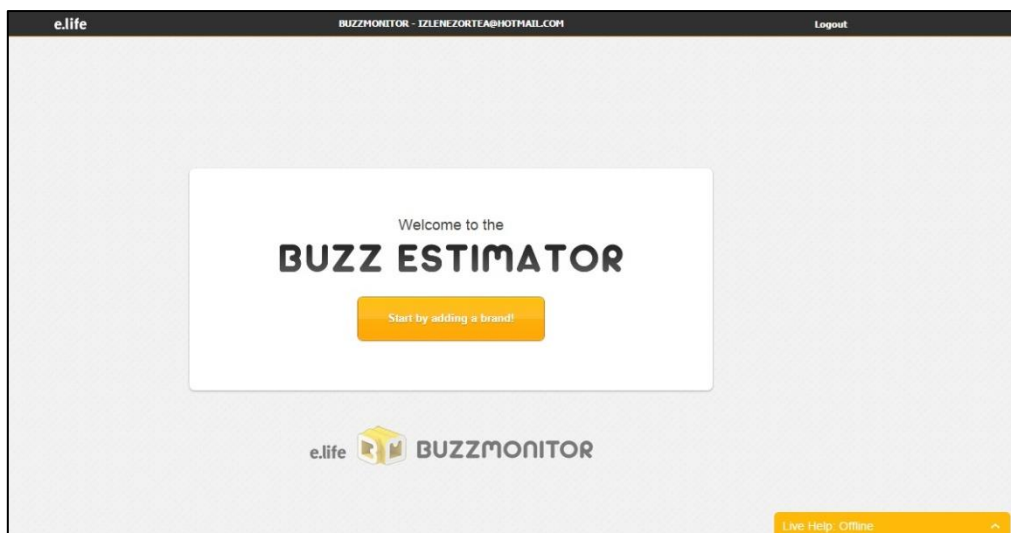 e.life
BUZZMONITOR - IZLENEZORTEA@HOTMAIL.COM
Logout
Welcome to the
BUZZ ESTIMATOR
Start by adding a brand!
e.life BM BUZZMONITOR
Live Help: Offline